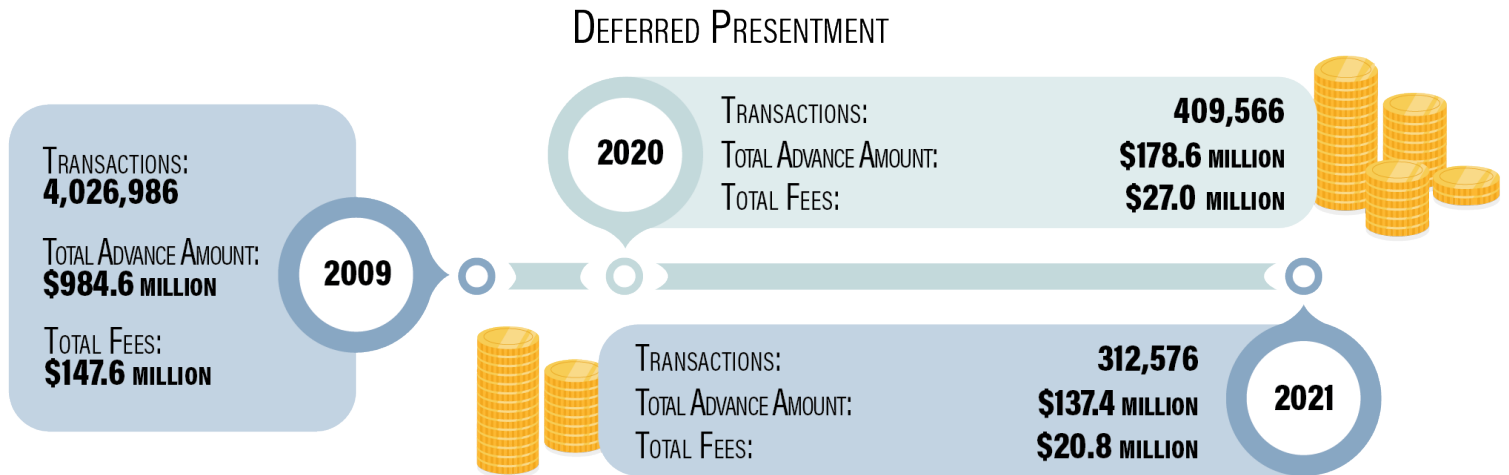 Deferred Presentment
Transactions:
4,026,986
Total Advance Amount:
$984.6 million
Total Fees:
$147.6 million
2009
2020
Transactions: 409,566
Total Advance Amount: $178.6 million
Total Fees: $27.0 million
Transactions: 312,576
Total Advance Amount: $137.4 million
Total Fees: $20.8 million
2021